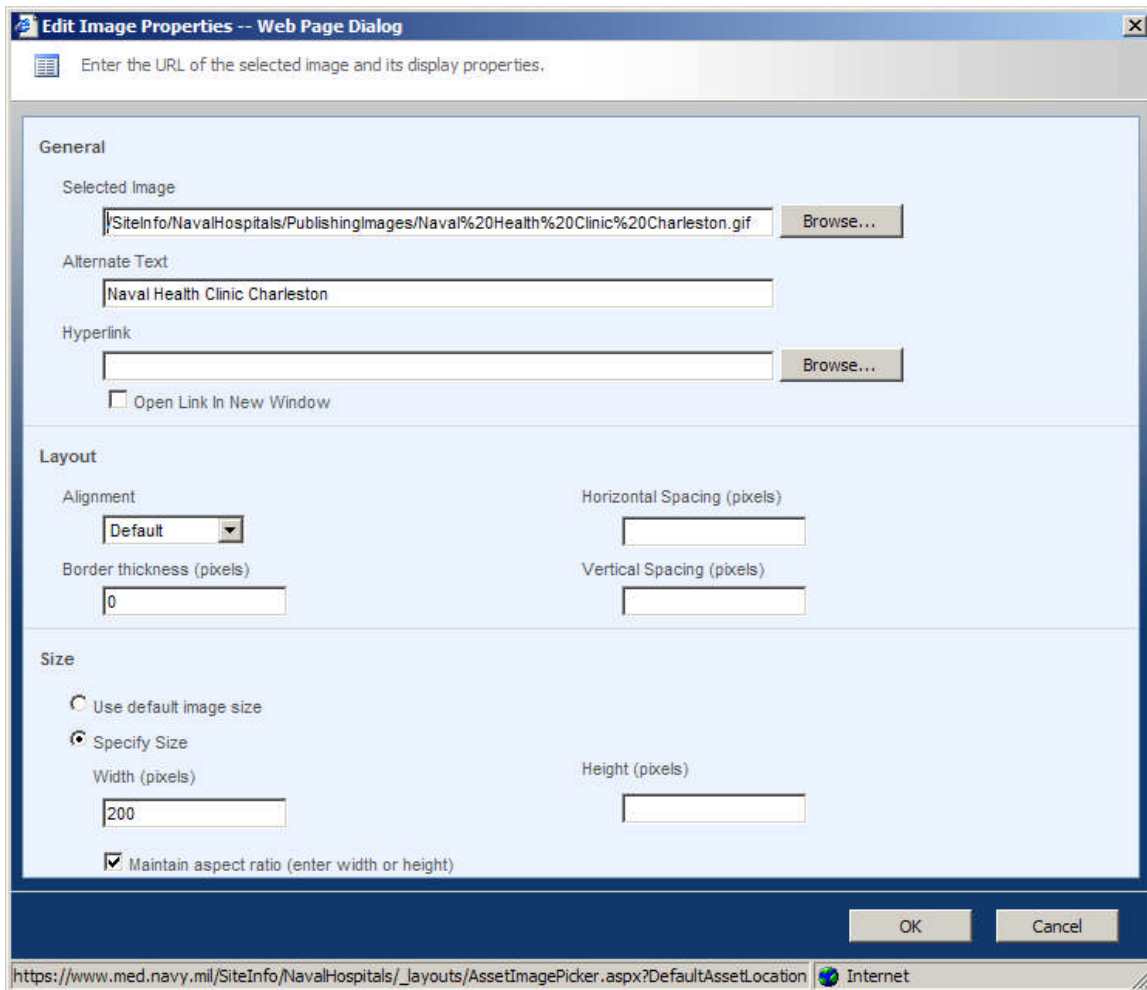 Edit Image Properties -- Web Page Dialog
Enter the URL of the selected image and its display properties.
General
Selected Image
/SiteInfo/NavalHospitals/PublishingImages/Naval%20Health%20Clinic%20Charleston.gif Browse...
Alternate Text
Naval Health Clinic Charleston
Hyperlink
Browse...
Open Link In New Window
Layout
Alignment Horizontal Spacing (pixels)
Default
Border thickness (pixels) Vertical Spacing (pixels)
0
Size
Use default image size
Specify Size
Width (pixels) Height (pixels)
200
Maintain aspect ratio (enter width or height)
OK Cancel
https://www.med.navy.mil/SiteInfo/NavalHospitals/_layouts/AssetImagePicker.aspx?DefaultAssetLocation Internet